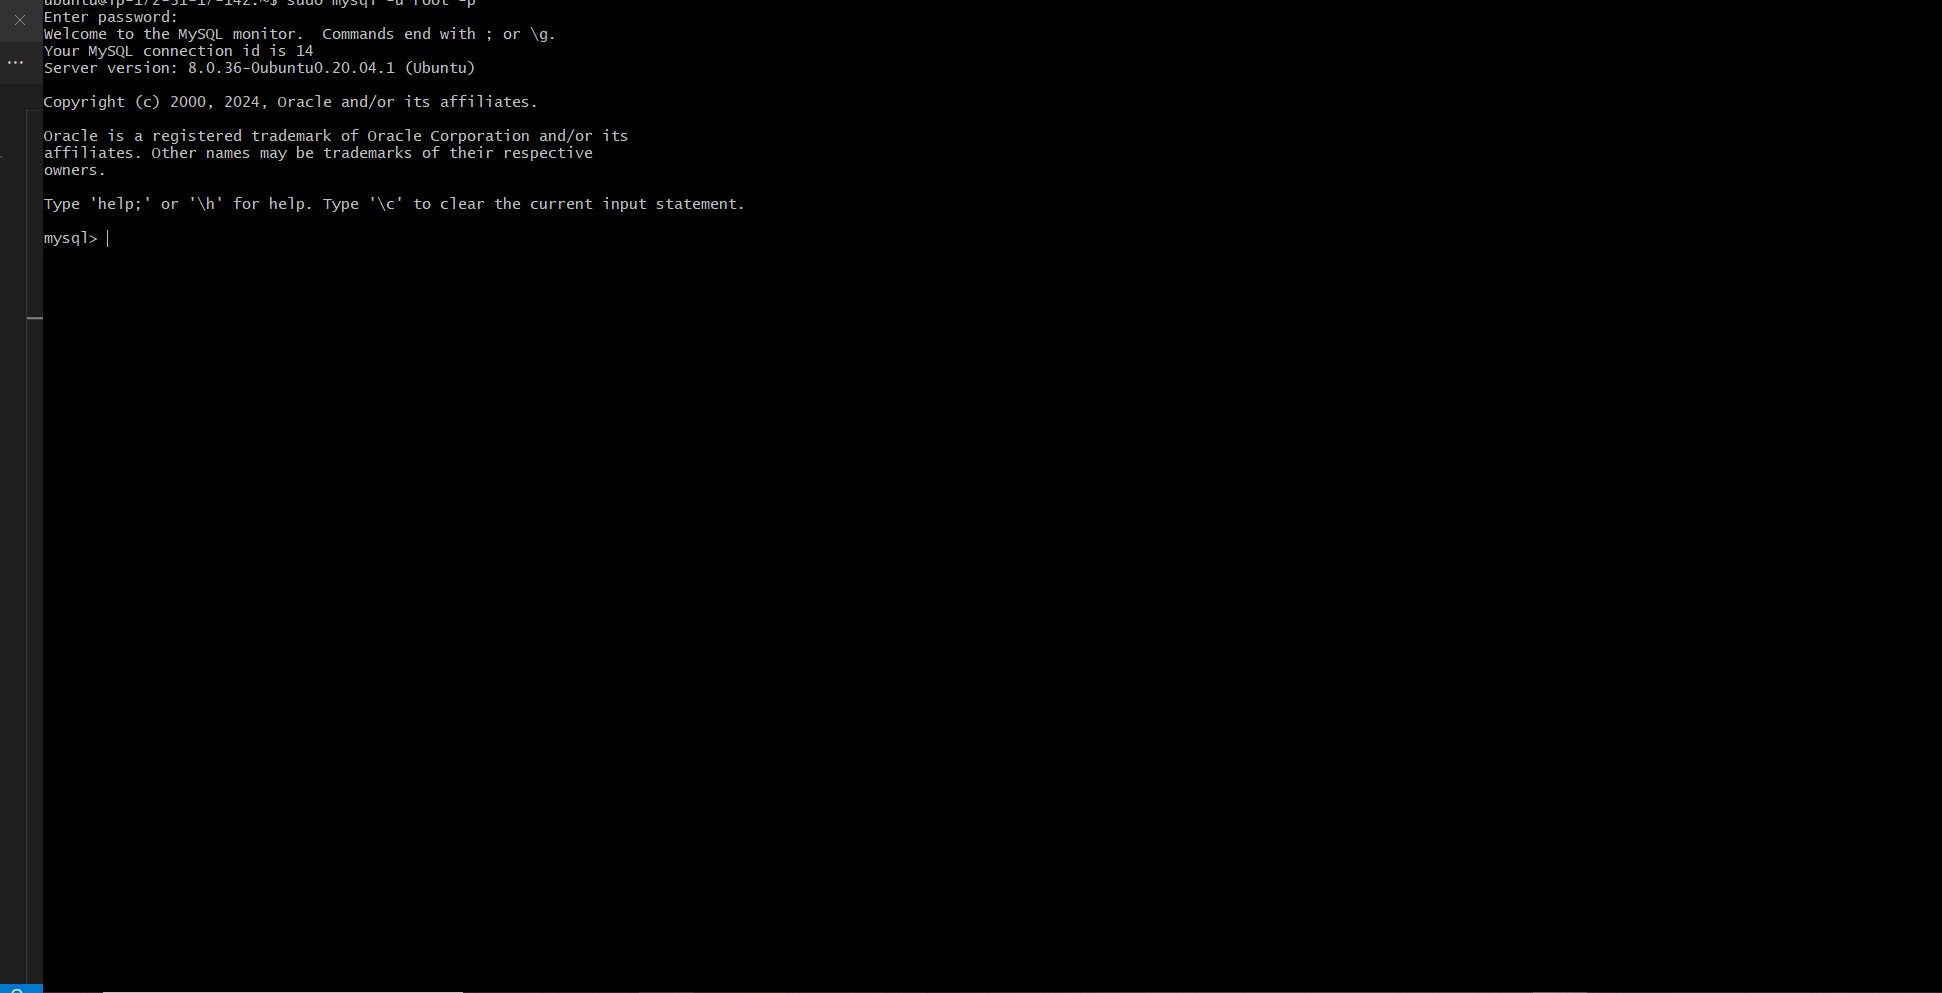 ubuntu@ip-172-31-17-142:~$ sudo mysql -u root -p
Enter password:
Welcome to the MySQL monitor.  Commands end with ; or \g.
Your MySQL connection id is 14
Server version: 8.0.36-0ubuntu0.20.04.1 (Ubuntu)
Copyright (c) 2000, 2024, Oracle and/or its affiliates.
Oracle is a registered trademark of Oracle Corporation and/or its
affiliates. Other names may be trademarks of their respective
owners.
Type 'help;' or '\h' for help. Type '\c' to clear the current input statement.
mysql>